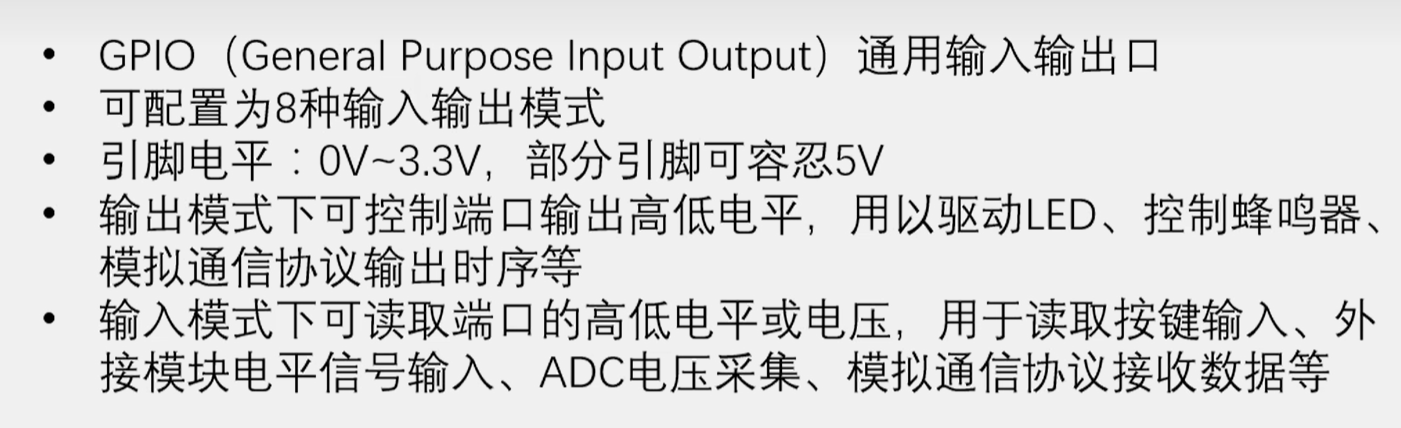 • GPIO（General Purpose Input Output）通用输入输出口
• 可配置为8种输入输出模式
• 引脚电平：0V~3.3V，部分引脚可容忍5V
• 输出模式下可控制端口输出高低电平，用以驱动LED、控制蜂鸣器、
模拟通信协议输出时序等
• 输入模式下可读取端口的高低电平或电压，用于读取按键输入、外
接模块电平信号输入、ADC电压采集、模拟通信协议接收数据等